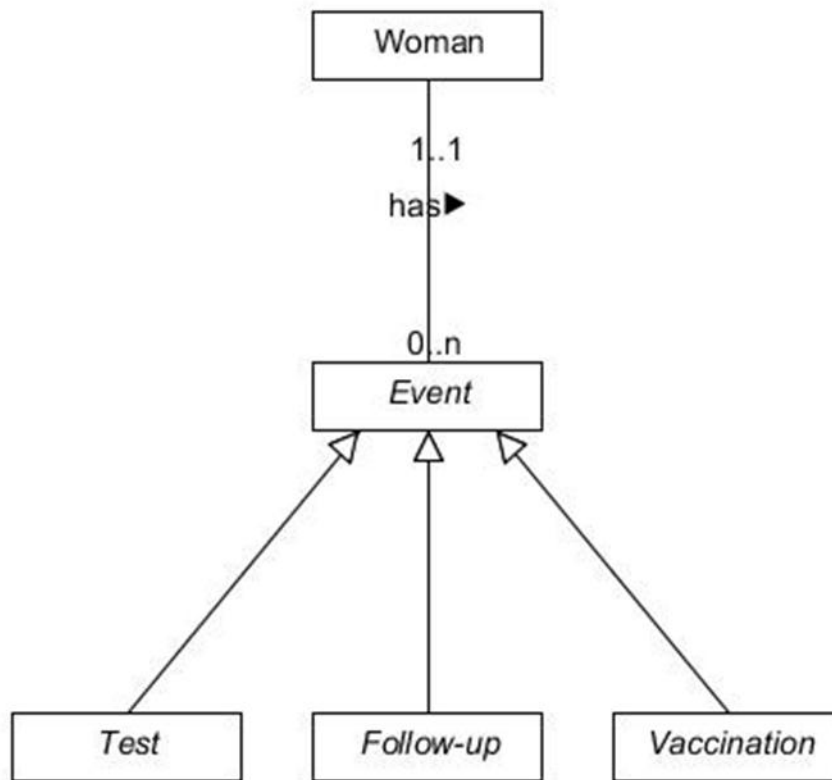 Woman
1..1
has▶
0..n
Event
Test
Follow-up
Vaccination